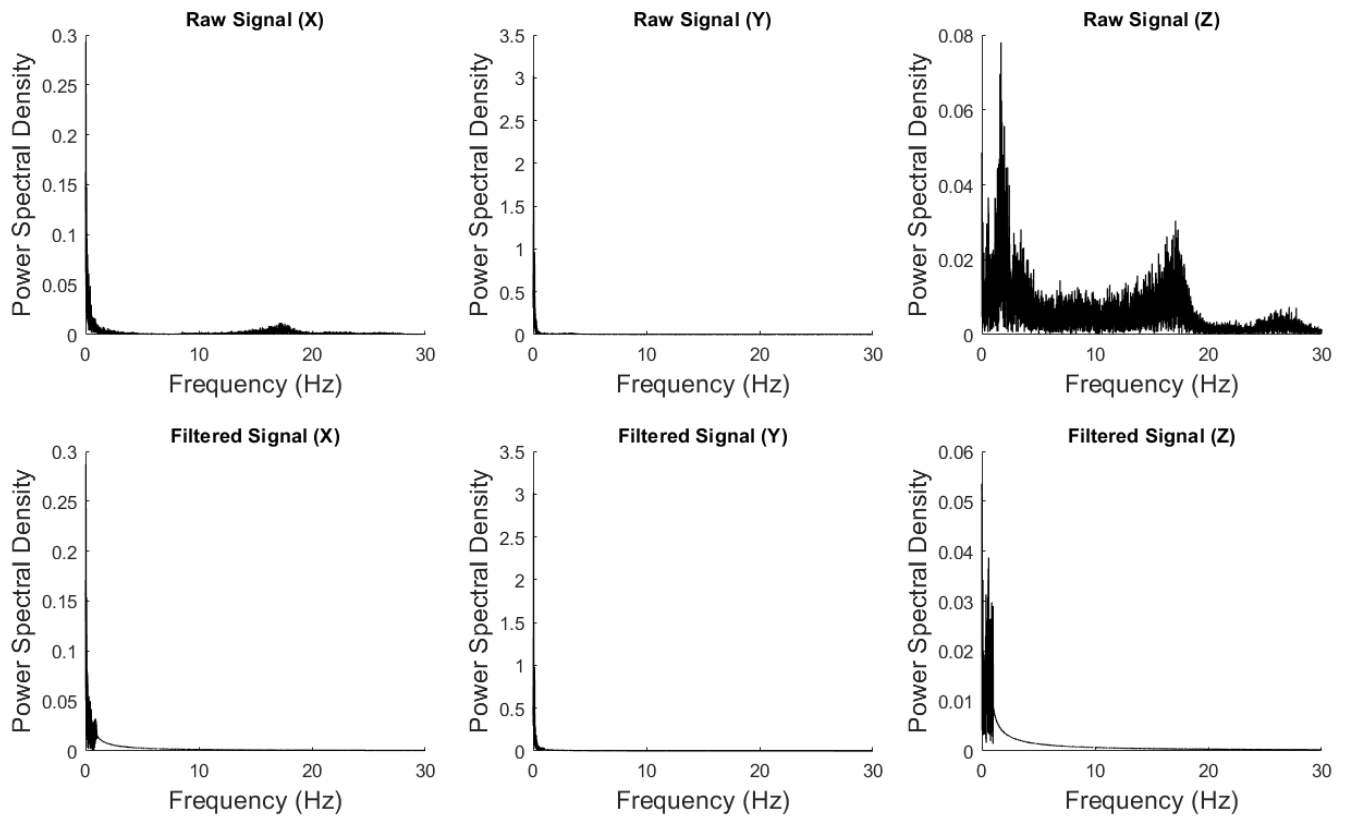 Raw Signal (X)
0.3
0.25
0.2
0.15
0.1
0.05
0
Power Spectral Density
0 10 20 30
Frequency (Hz)
Raw Signal (Y)
3.5
3
2.5
2
1.5
1
0.5
0
Power Spectral Density
0 10 20 30
Frequency (Hz)
Raw Signal (Z)
0.08
0.06
0.04
0.02
0
Power Spectral Density
0 10 20 30
Frequency (Hz)
Filtered Signal (X)
0.3
0.25
0.2
0.15
0.1
0.05
0
Power Spectral Density
0 10 20 30
Frequency (Hz)
Filtered Signal (Y)
3.5
3
2.5
2
1.5
1
0.5
0
Power Spectral Density
0 10 20 30
Frequency (Hz)
Filtered Signal (Z)
0.06
0.05
0.04
0.03
0.02
0.01
0
Power Spectral Density
0 10 20 30
Frequency (Hz)